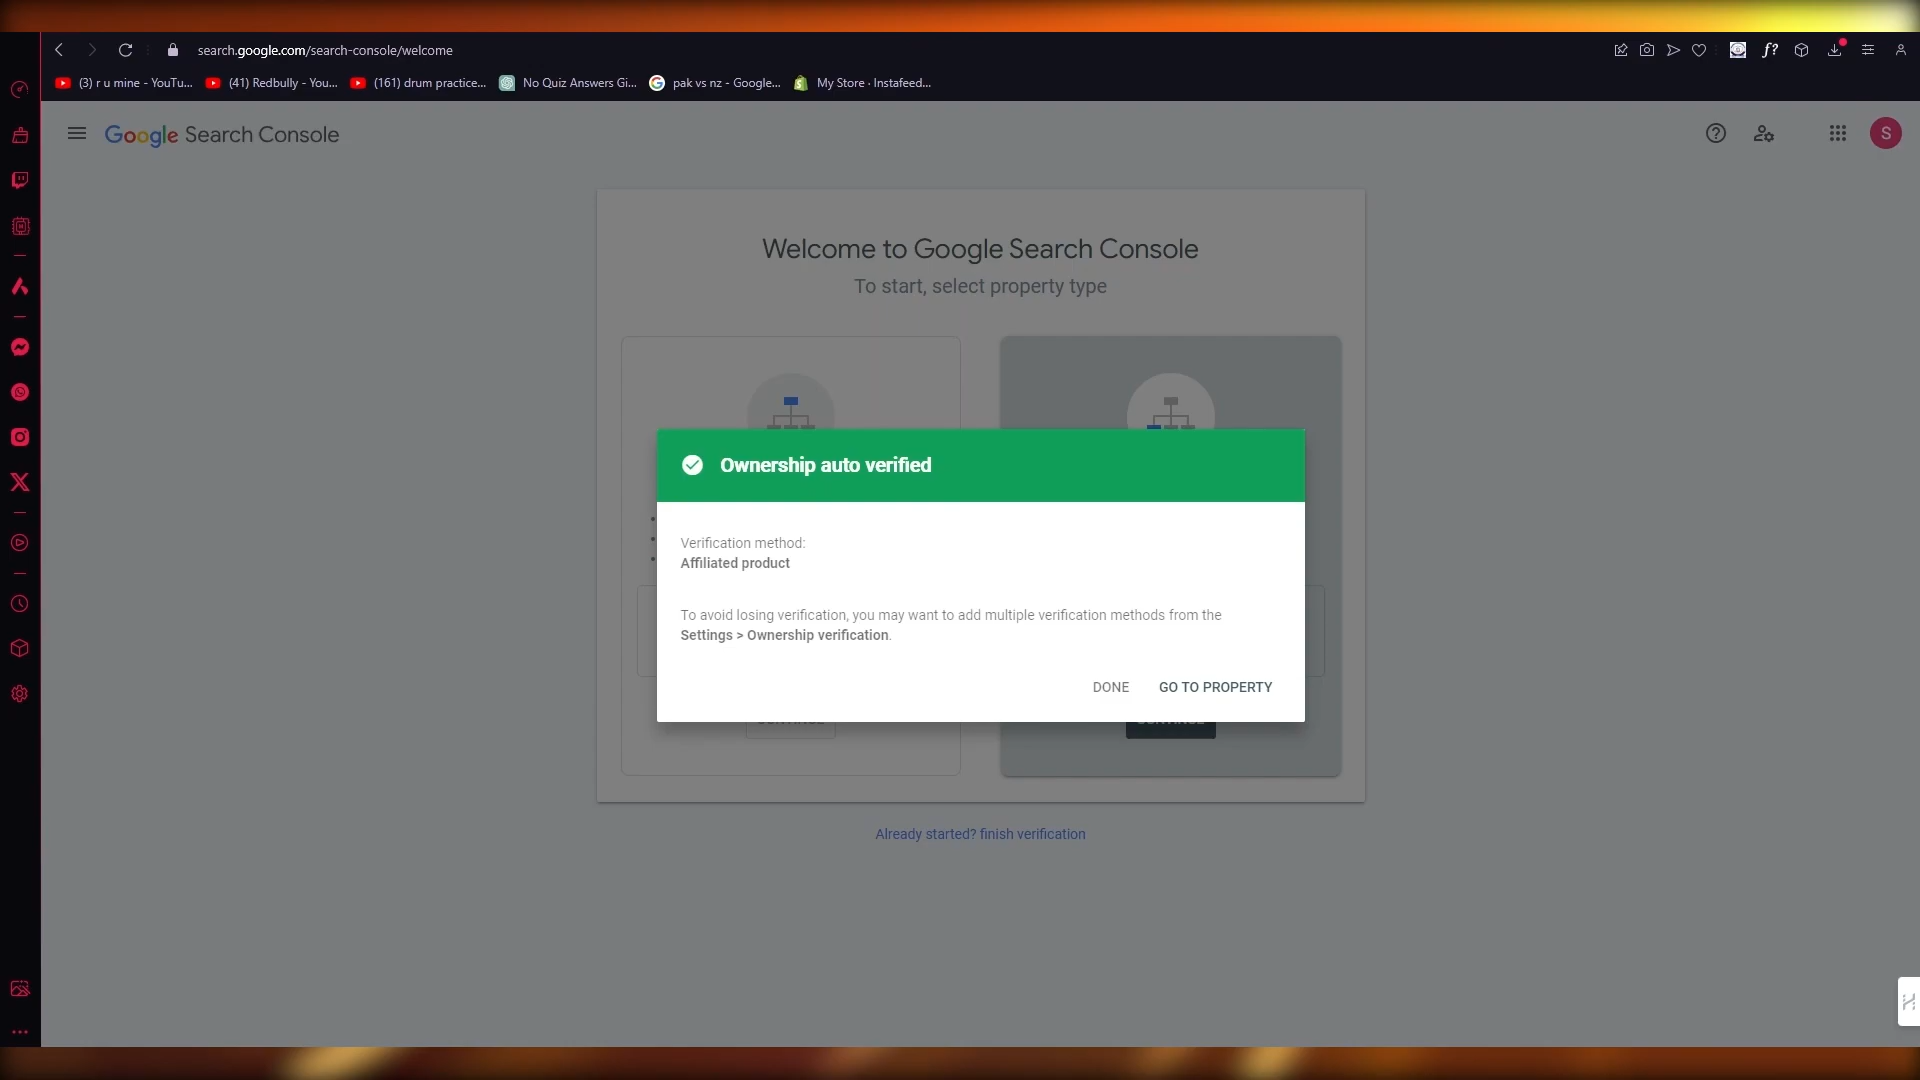 search.google.com/search-console/welcome
(3) r u mine - YouTu...
(41) Redbully - You...
(161) drum practice...
No Quiz Answers Gi...
pak vs nz - Google...
My Store · Instafeed...
Google Search Console
S
Welcome to Google Search Console
To start, select property type
Ownership auto verified
Verification method:
Affiliated product
To avoid losing verification, you may want to add multiple verification methods from the
Settings > Ownership verification.
DONE
GO TO PROPERTY
Already started? finish verification